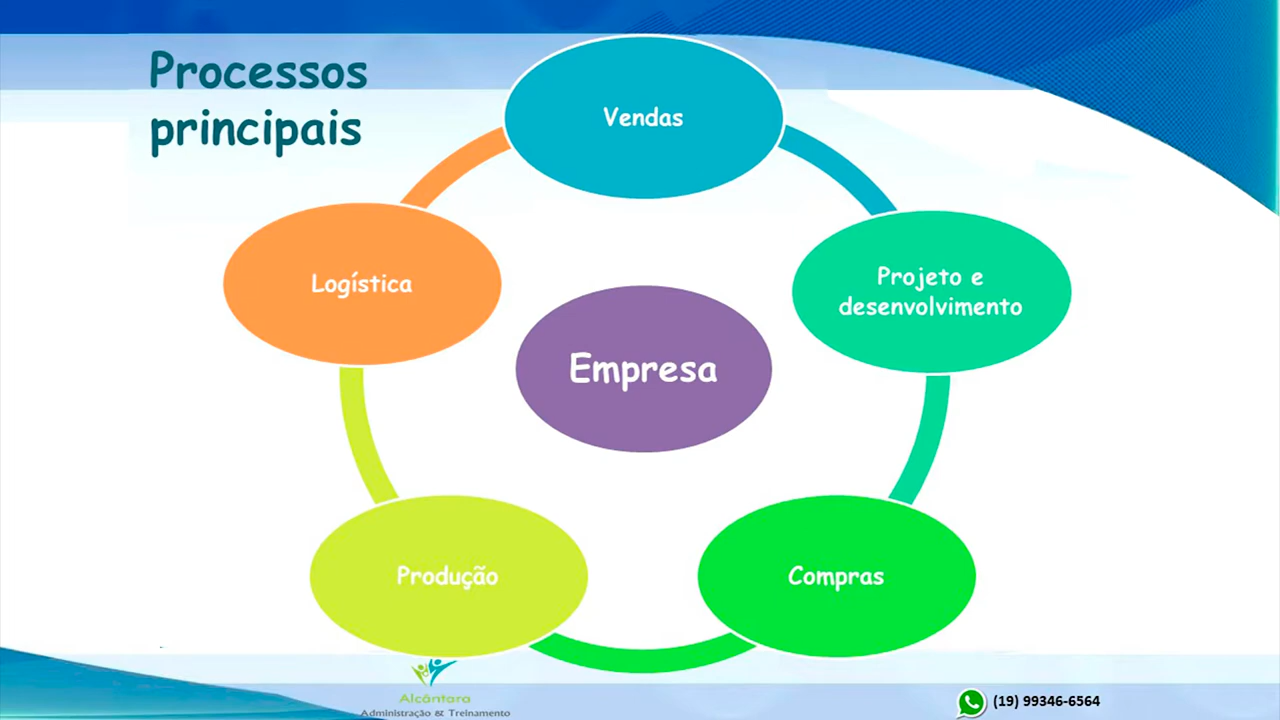 Processos
principais
Vendas
Logística
Projeto e
desenvolvimento
Empresa
Produção
Compras
Alcântara
Administração & Treinamento
(19) 99346-6564